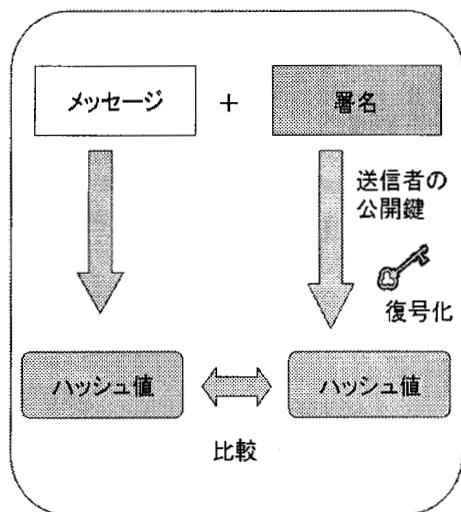 メッセージ + 署名
送信者の
公開鍵
復号化
ハッシュ値 ハッシュ値
比較